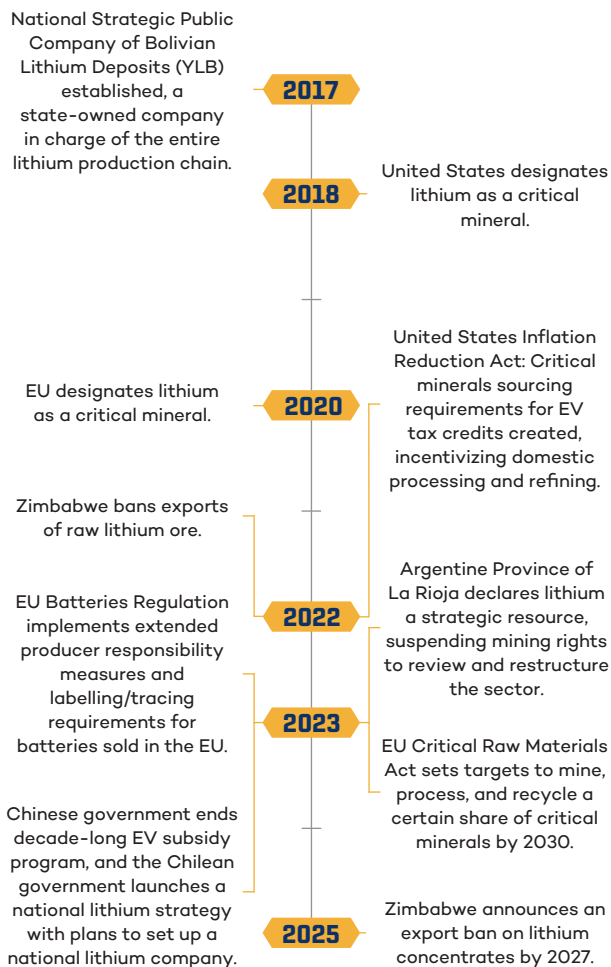 National Strategic Public
Company of Bolivian
Lithium Deposits (YLB)
established, a
state-owned company
in charge of the entire
lithium production chain.
2017
2018
United States designates
lithium as a critical
mineral.
EU designates lithium
as a critical mineral.
2020
United States Inflation
Reduction Act: Critical
minerals sourcing
requirements for EV
tax credits created,
incentivizing domestic
processing and refining.
Zimbabwe bans exports
of raw lithium ore.
2022
Argentine Province of
La Rioja declares lithium
a strategic resource,
suspending mining rights
to review and restructure
the sector.
EU Batteries Regulation
implements extended
producer responsibility
measures and
labelling/tracing
requirements for
batteries sold in the EU.
2023
EU Critical Raw Materials
Act sets targets to mine,
process, and recycle a
certain share of critical
minerals by 2030.
Chinese government ends
decade-long EV subsidy
program, and the Chilean
government launches a
national lithium strategy
with plans to set up a
national lithium company.
2025
Zimbabwe announces an
export ban on lithium
concentrates by 2027.